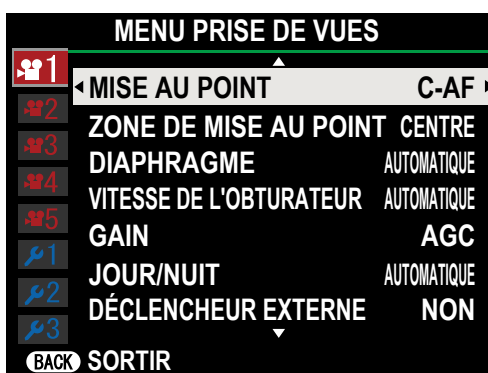 MENU PRISE DE VUES
1
MISE AU POINT C-AF
2
ZONE DE MISE AU POINT CENTRE
3
DIAPHRAGME AUTOMATIQUE
4
VITESSE DE L'OBTURATEUR AUTOMATIQUE
5
GAIN AGC
1
JOUR/NUIT AUTOMATIQUE
2
DÉCLENCHEUR EXTERNE NON
3
BACK SORTIR